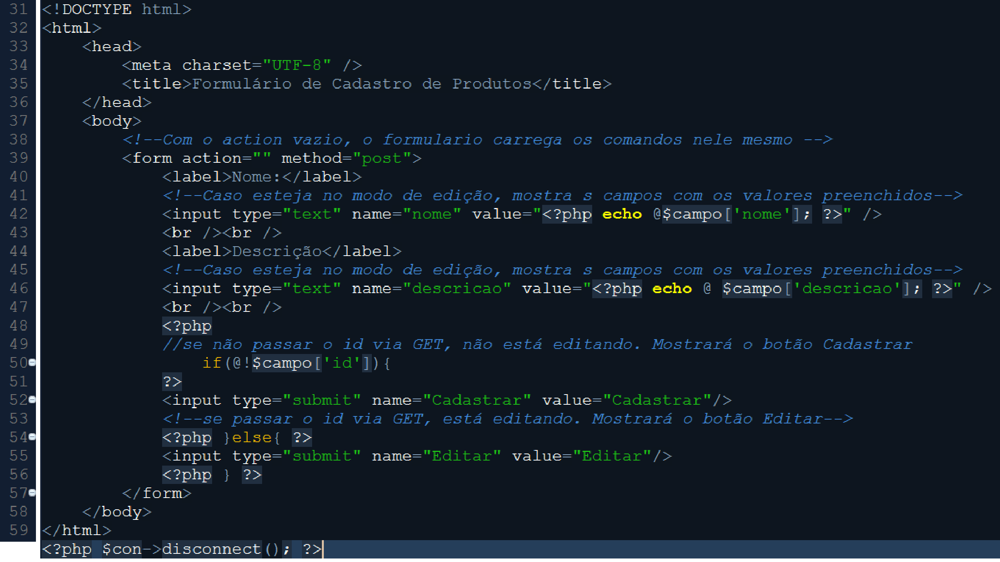 31 <!DOCTYPE html>
32 <html>
33     <head>
34         <meta charset="UTF-8" />
35         <title>Formulário de Cadastro de Produtos</title>
36     </head>
37     <body>
38         <!--Com o action vazio, o formulario carrega os comandos nele mesmo -->
39         <form action="" method="post">
40             <label>Nome:</label>
41             <!--Caso esteja no modo de edição, mostra s campos com os valores preenchidos-->
42             <input type="text" name="nome" value="<?php echo @$campo['nome']; ?>" />
43             <br /><br />
44             <label>Descrição</label>
45             <!--Caso esteja no modo de edição, mostra s campos com os valores preenchidos-->
46             <input type="text" name="descricao" value="<?php echo @ $campo['descricao']; ?>" />
47             <br /><br />
48             <?php
49             //se não passar o id via GET, não está editando. Mostrará o botão Cadastrar
50                 if(@!$campo['id']){
51             ?>
52             <input type="submit" name="Cadastrar" value="Cadastrar"/>
53             <!--se passar o id via GET, está editando. Mostrará o botão Editar-->
54             <?php }else{ ?>
55             <input type="submit" name="Editar" value="Editar"/>
56             <?php } ?>
57         </form>
58     </body>
59 </html>
<?php $con->disconnect(); ?>